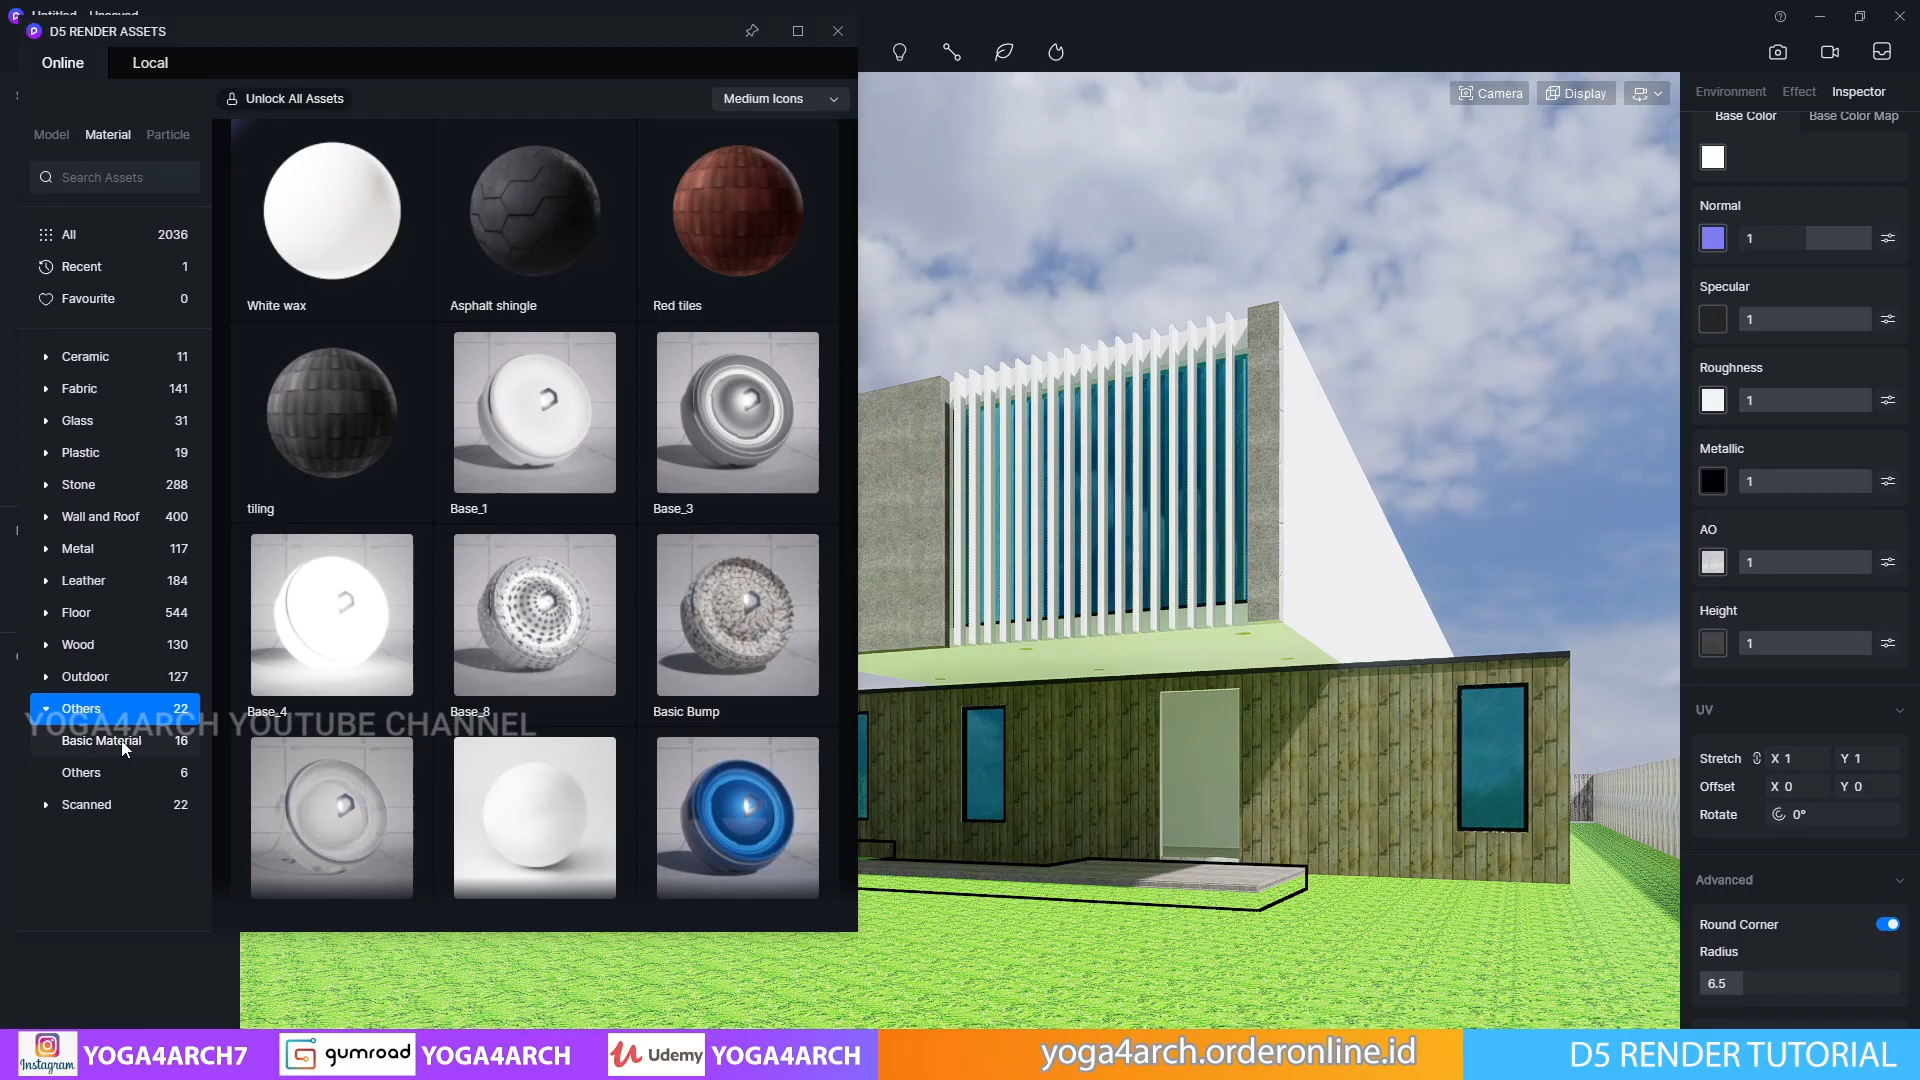 Untitled - Unsaved
D5 RENDER ASSETS
Online
Local
Unlock All Assets
Medium Icons
Model
Material
Particle
Search Assets
All 2036
Recent 1
Favourite 0
Ceramic 11
Fabric 141
Glass 31
Plastic 19
Stone 288
Wall and Roof 400
Metal 117
Leather 184
Floor 544
Wood 130
Outdoor 127
Others 22
Basic Material 16
Others 6
Scanned 22
White wax
Asphalt shingle
Red tiles
tiling
Base_1
Base_3
Base_4
Base_8
Basic Bump
YOGA4ARCH YOUTUBE CHANNEL
Camera
Display
Environment
Effect
Inspector
Base Color
Base Color Map
Normal
1
Specular
1
Roughness
1
Metallic
1
AO
1
Height
1
UV
Stretch X 1 Y 1
Offset X 0 Y 0
Rotate 0°
Advanced
Round Corner
Radius
6.5
Instagram
YOGA4ARCH7
gumroad
YOGA4ARCH
Udemy
YOGA4ARCH
yoga4arch.orderonline.id
D5 RENDER TUTORIAL